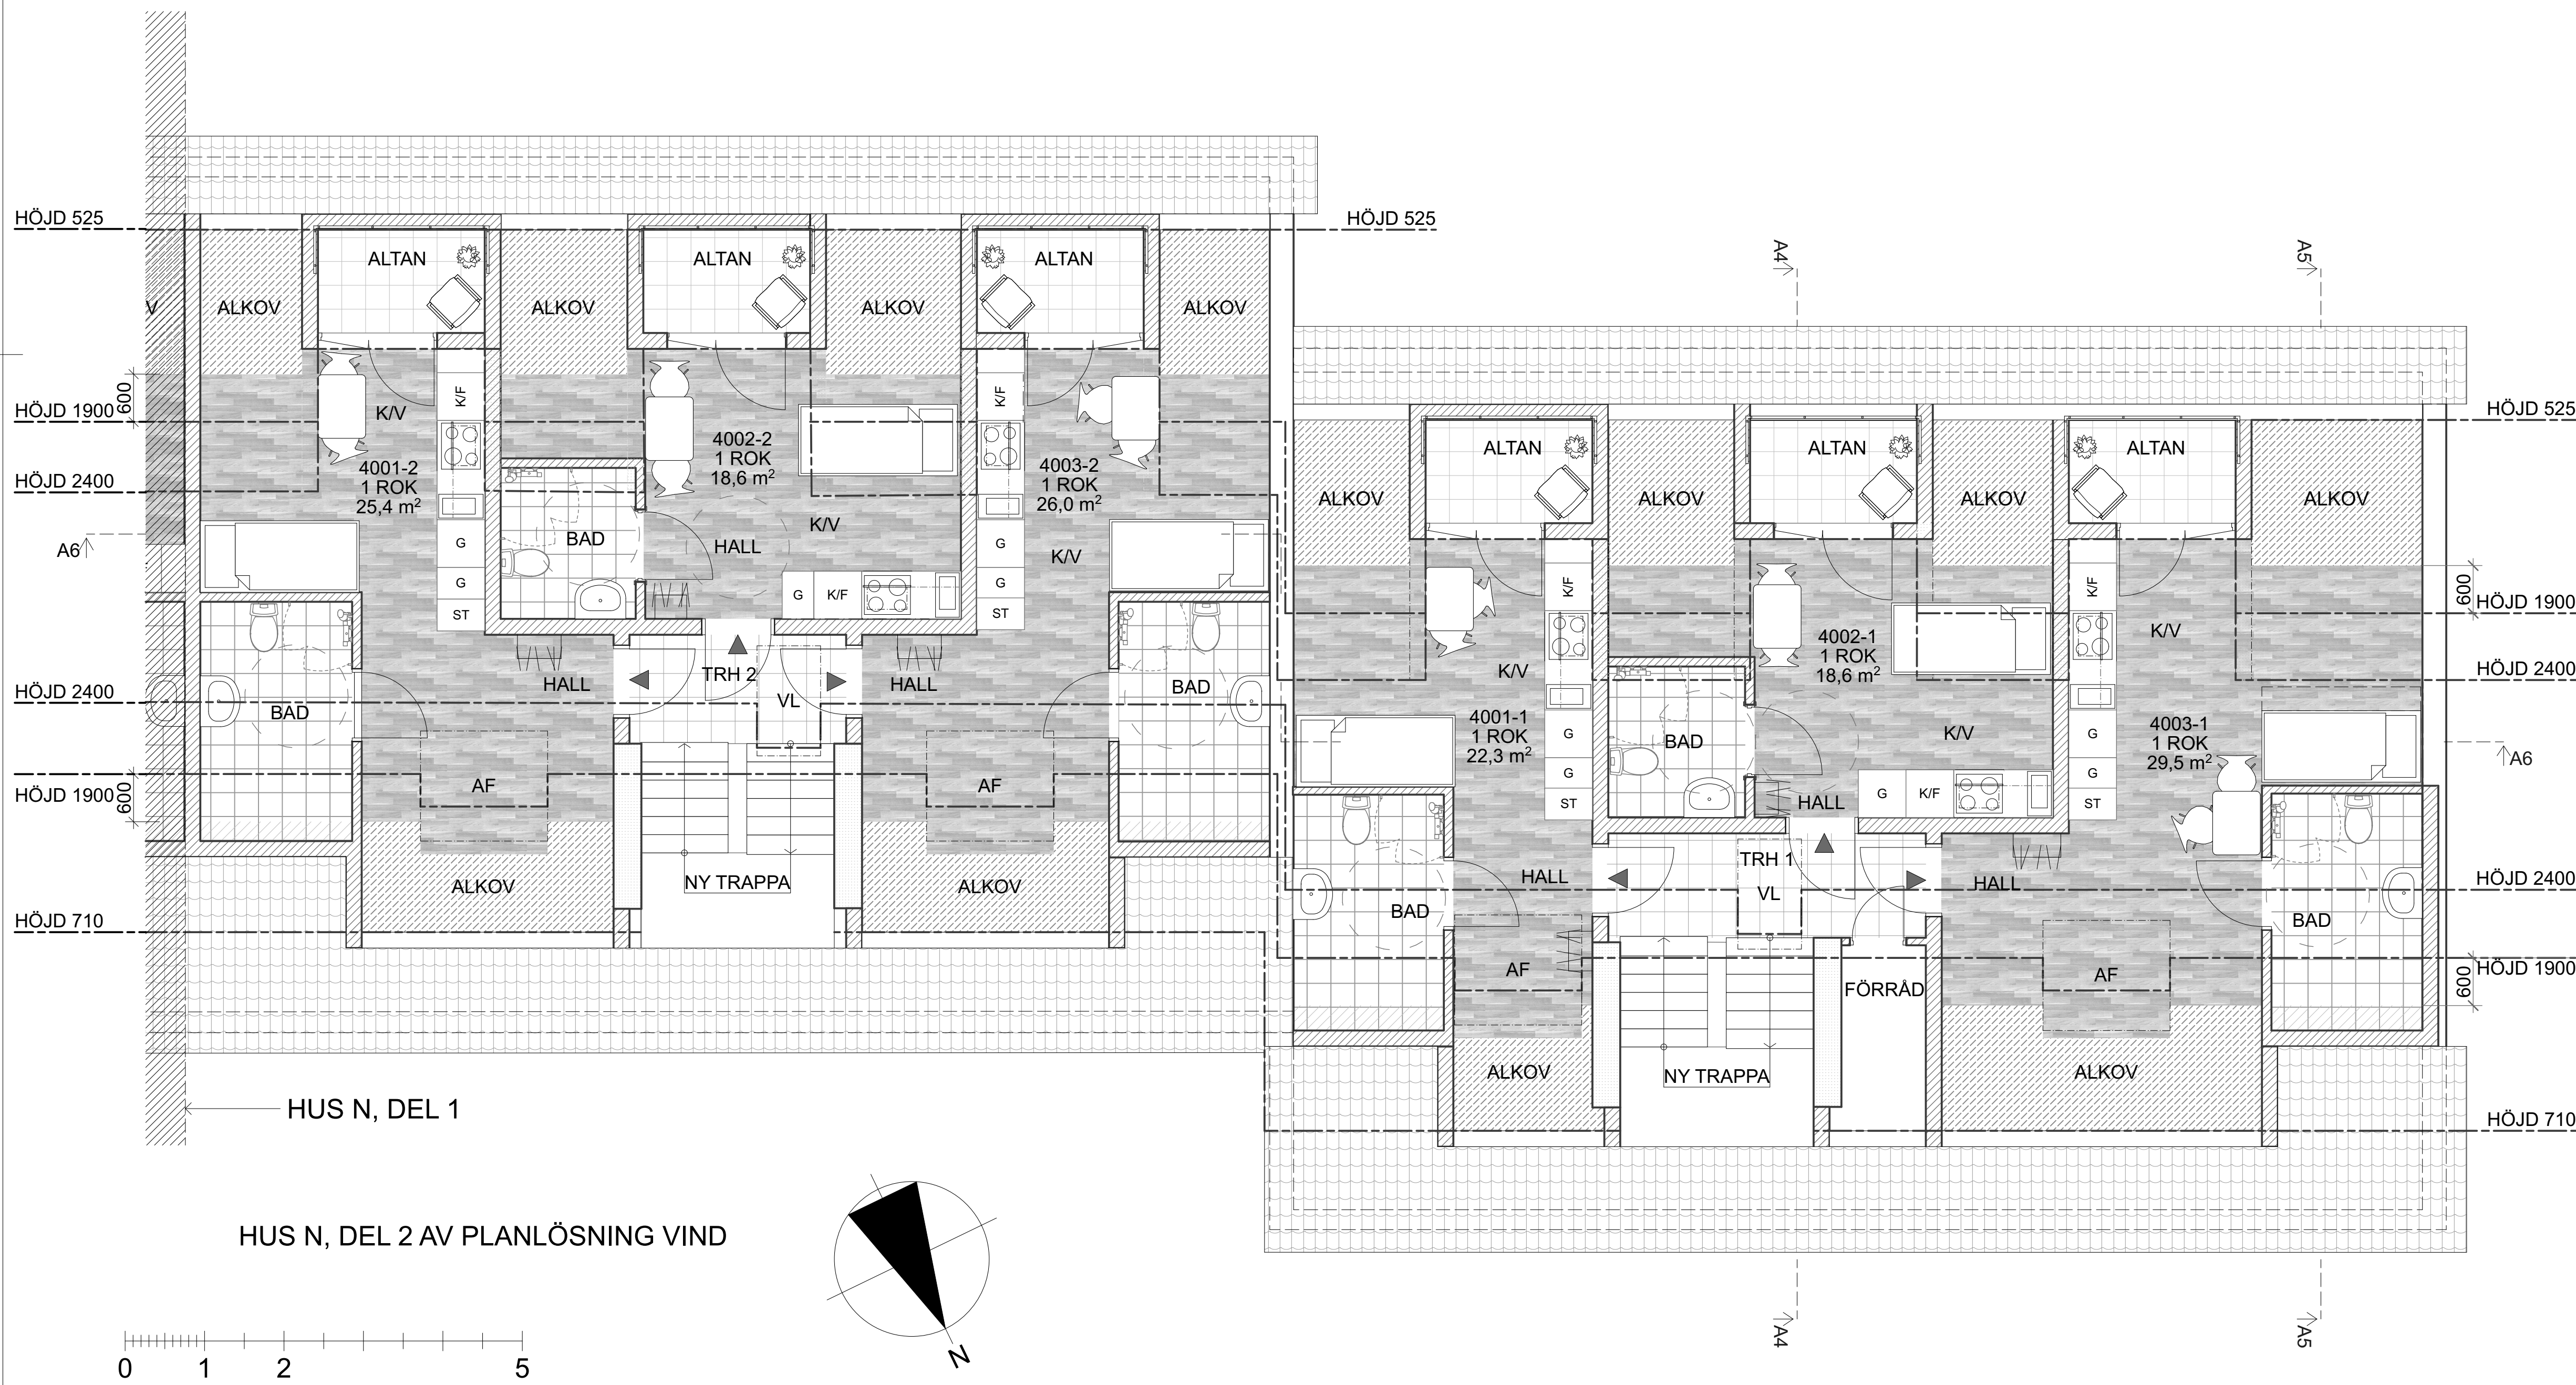 HÖJD 525
HÖJD 1900
600
HÖJD 2400
A6
HÖJD 2400
HÖJD 1900
600
HÖJD 710
V
ALKOV
ALTAN
K/V
K/F
4001-2
1 ROK
25,4 m²
G
G
ST
BAD
HALL
AF
ALKOV
ALKOV
ALTAN
ALKOV
4002-2
1 ROK
18,6 m²
K/V
BAD
HALL
G
K/F
TRH 2
VL
NY TRAPPA
ALTAN
ALKOV
K/F
4003-2
1 ROK
26,0 m²
K/V
G
G
ST
HALL
BAD
AF
ALKOV
HÖJD 525
A4
A5
ALKOV
ALTAN
K/F
K/V
4001-1
1 ROK
22,3 m²
G
G
ST
HALL
BAD
AF
ALKOV
ALKOV
ALTAN
ALKOV
4002-1
1 ROK
18,6 m²
K/V
BAD
HALL
G
K/F
TRH 1
VL
NY TRAPPA
FÖRRÅD
ALTAN
ALKOV
K/F
K/V
4003-1
1 ROK
29,5 m²
G
G
ST
HALL
BAD
AF
ALKOV
HÖJD 525
600
HÖJD 1900
HÖJD 2400
A6
HÖJD 2400
HÖJD 1900
600
HÖJD 710
A4
A5
HUS N, DEL 1
HUS N, DEL 2 AV PLANLÖSNING VIND
N
0 1 2 5